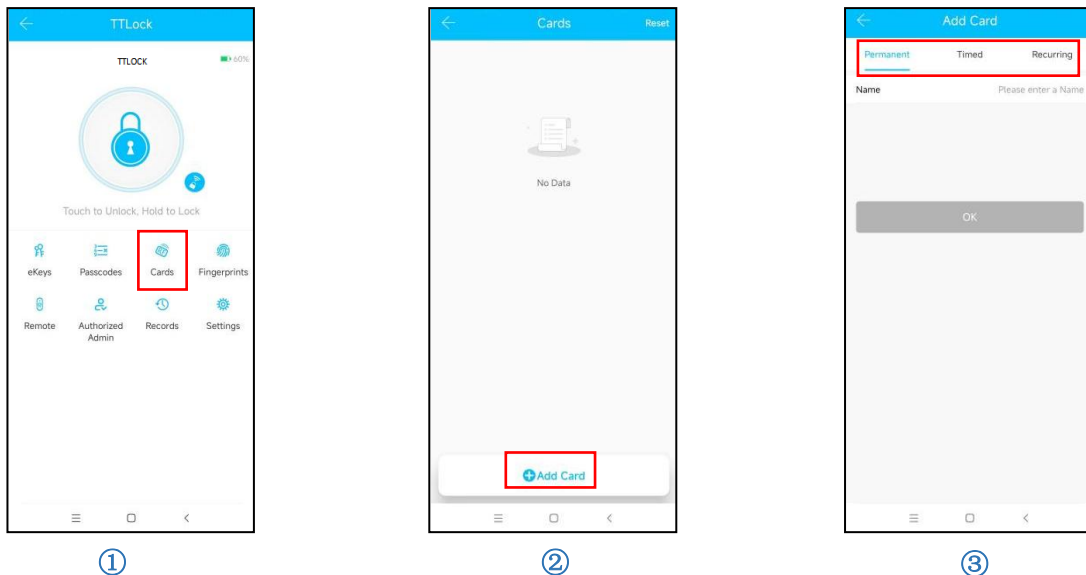 TTLock
TTLOCK
60%
Touch to Unlock, Hold to Lock
eKeys
Passcodes
Cards
Fingerprints
Remote
Authorized
Admin
Records
Settings
①
Cards
Reset
No Data
Add Card
②
Add Card
Permanent
Timed
Recurring
Name
Please enter a Name
OK
③